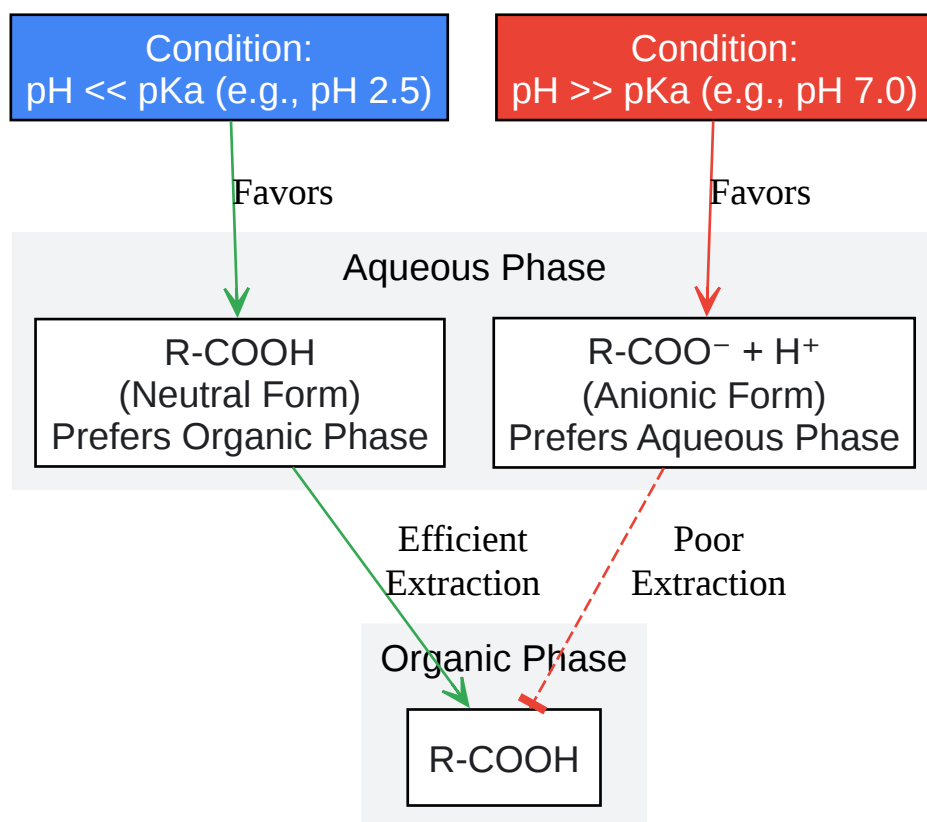 Condition:
pH << pKa (e.g., pH 2.5)
Condition:
pH >> pKa (e.g., pH 7.0)
Favors
Favors
Aqueous Phase
R-COOH
(Neutral Form)
Prefers Organic Phase
R-COO⁻ + H⁺
(Anionic Form)
Prefers Aqueous Phase
Efficient
Extraction
Poor
Extraction
Organic Phase
R-COOH